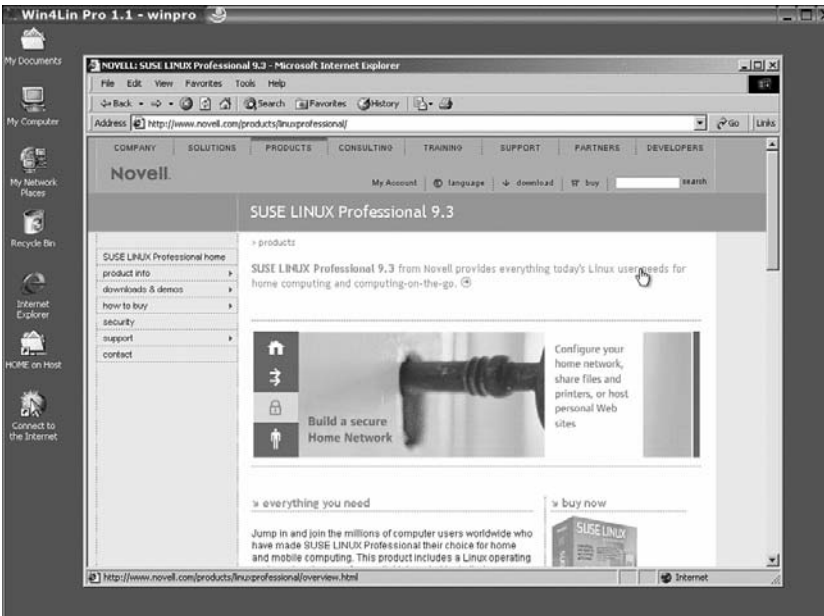 Win4Lin Pro 1.1 - winpro
My Documents
My Computer
My Network
Places
Recycle Bin
Internet
Explorer
HOME on Host
Connect to
the Internet
NOVELL: SUSE LINUX Professional 9.3 - Microsoft Internet Explorer
File Edit View Favorites Tools Help
Back Search Favorites History
Address http://www.novell.com/products/linuxprofessional/ Go Links
COMPANY SOLUTIONS PRODUCTS CONSULTING TRAINING SUPPORT PARTNERS DEVELOPERS
Novell.
My Account language download buy search
SUSE LINUX Professional 9.3
> products
SUSE LINUX Professional home
product info
downloads & demos
how to buy
security
support
contact
SUSE LINUX Professional 9.3 from Novell provides everything today's Linux user needs for
home computing and computing-on-the-go.
Build a secure
Home Network
Configure your
home network,
share files and
printers, or host
personal Web
sites
everything you need
Jump in and join the millions of computer users worldwide who
have made SUSE LINUX Professional their choice for home
and mobile computing. This product includes a Linux operating
buy now
SUSE LINUX
http://www.novell.com/products/linuxprofessional/overview.html
Internet